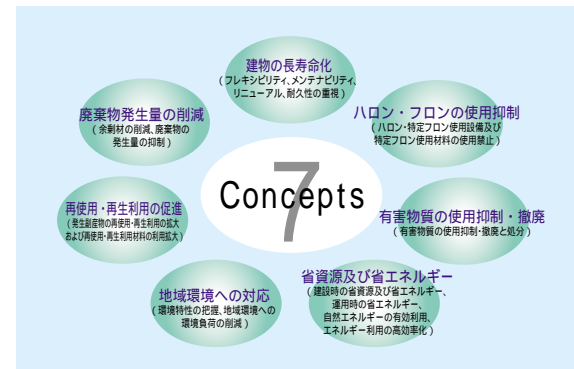 建物の長寿命化
(フレキシビリティ、メンテナビリティ、
リニューアル、耐久性の重視)
ハロン・フロンの使用抑制
(ハロン・特定フロン使用設備及び
特定フロン使用材料の使用禁止)
有害物質の使用抑制・撤廃
(有害物質の使用抑制・撤廃と処分)
省資源及び省エネルギー
(建設時の省資源及び省エネルギー、
運用時の省エネルギー、
自然エネルギーの有効利用、
エネルギー利用の高効率化)
地域環境への対応
(環境特性の把握、地域環境への
環境負荷の削減)
再使用・再生利用の促進
(発生副産物の再使用・再生利用の拡大
および再使用・再生利用材料の利用拡大)
廃棄物発生量の削減
(余剰材の削減、廃棄物の
発生量の抑制)
7
Concepts